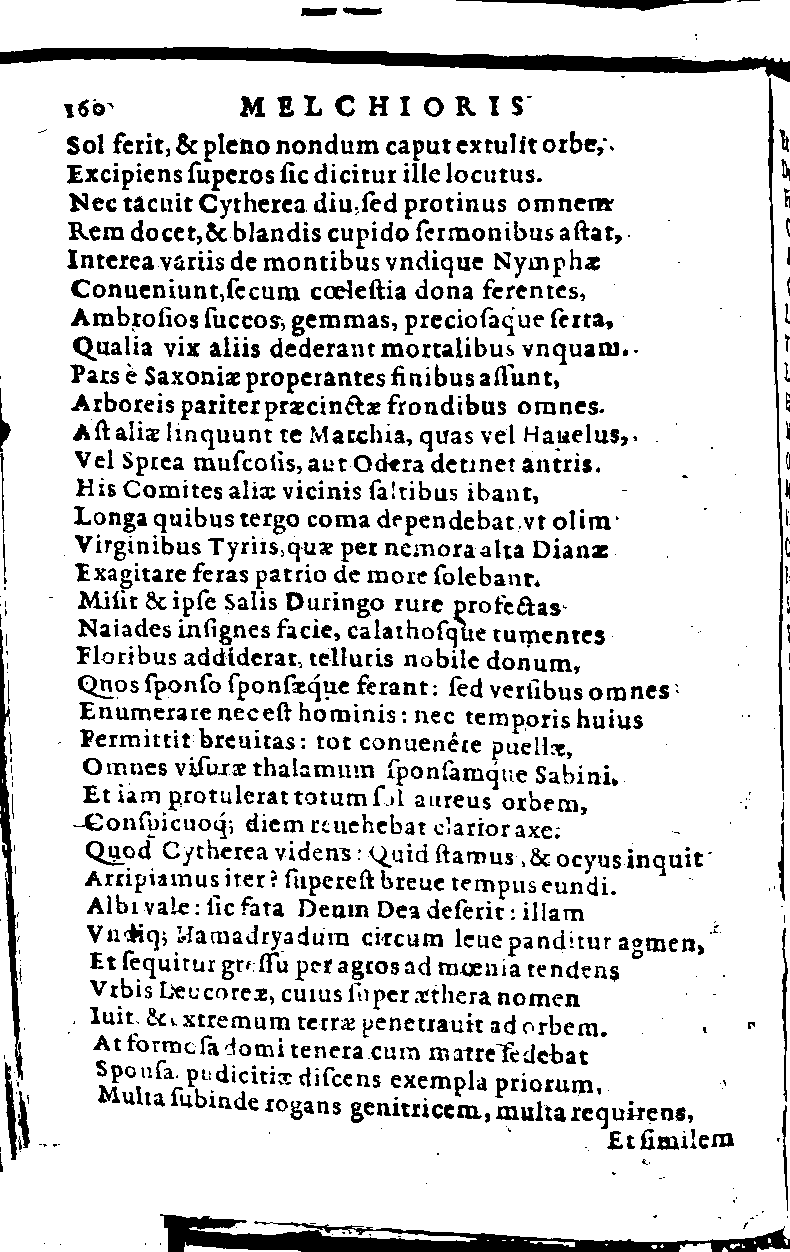 160 MELCHIORIS
Sol ferit, & pleno nondum caput extulit orbe,
Excipiens ſuperos ſic dicitur ille locutus.
Nec tacuit Cytherea diu, ſed protinus omnem
Rem docet, & blandis cupido ſermonibus aſtat,
Interea variis de montibus vndique Nymphæ
Conueniunt, ſecum cœleſtia dona ferentes,
Ambroſios ſuccos, gemmas, precioſaque ſerta,
Qualia vix aliis dederant mortalibus vnquam.
Pars è Saxoniæ properantes finibus aſſunt,
Arboreis pariter præcinctæ frondibus omnes.
Aſt aliæ linquunt te Marchia, quas vel Hauelus,
Vel Sprea muſcoſis, aut Odera detinet antris.
His Comites aliæ vicinis ſaltibus ibant,
Longa quibus tergo coma dependebat, vt olim
Virginibus Tyriis, quæ per nemora alta Dianæ
Exagitare feras patrio de more ſolebant.
Miſit & ipſe Salis Duringo rure profectas
Naiades inſignes facie, calathoſque tumentes
Floribus addiderat, telluris nobile donum,
Quos ſponſo ſponſæq́ue ferant: ſed verſibus omnes
Enumerare nec eſt hominis: nec temporis huius
Permittit breuitas: tot conuenêre puellæ,
Omnes viſuræ thalamum ſponſamq́ue Sabini.
Et iam protulerat totum ſol aureus orbem,
Conſpicuoq́; diem reuehebat clarior axe:
Quod Cytherea videns: Quid ſtamus, & ocyus inquit
Arripiamus iter? ſupereſt breue tempus eundi.
Albi vale: ſic fata Deum Dea deſerit: illam
Vndiq; Hamadryadum circum leue panditur agmen,
Et ſequitur greſſu per agros ad mœnia tendens
Vrbis Leucoreæ, cuius ſuper æthera nomen
Iuit, & extremum terræ penetrauit ad orbem.
At formoſa domi tenera cum matre ſedebat
Sponſa, pudicitiæ diſcens exempla priorum,
Multa ſubinde rogans genitricem, multa requirens,
Et ſimilem